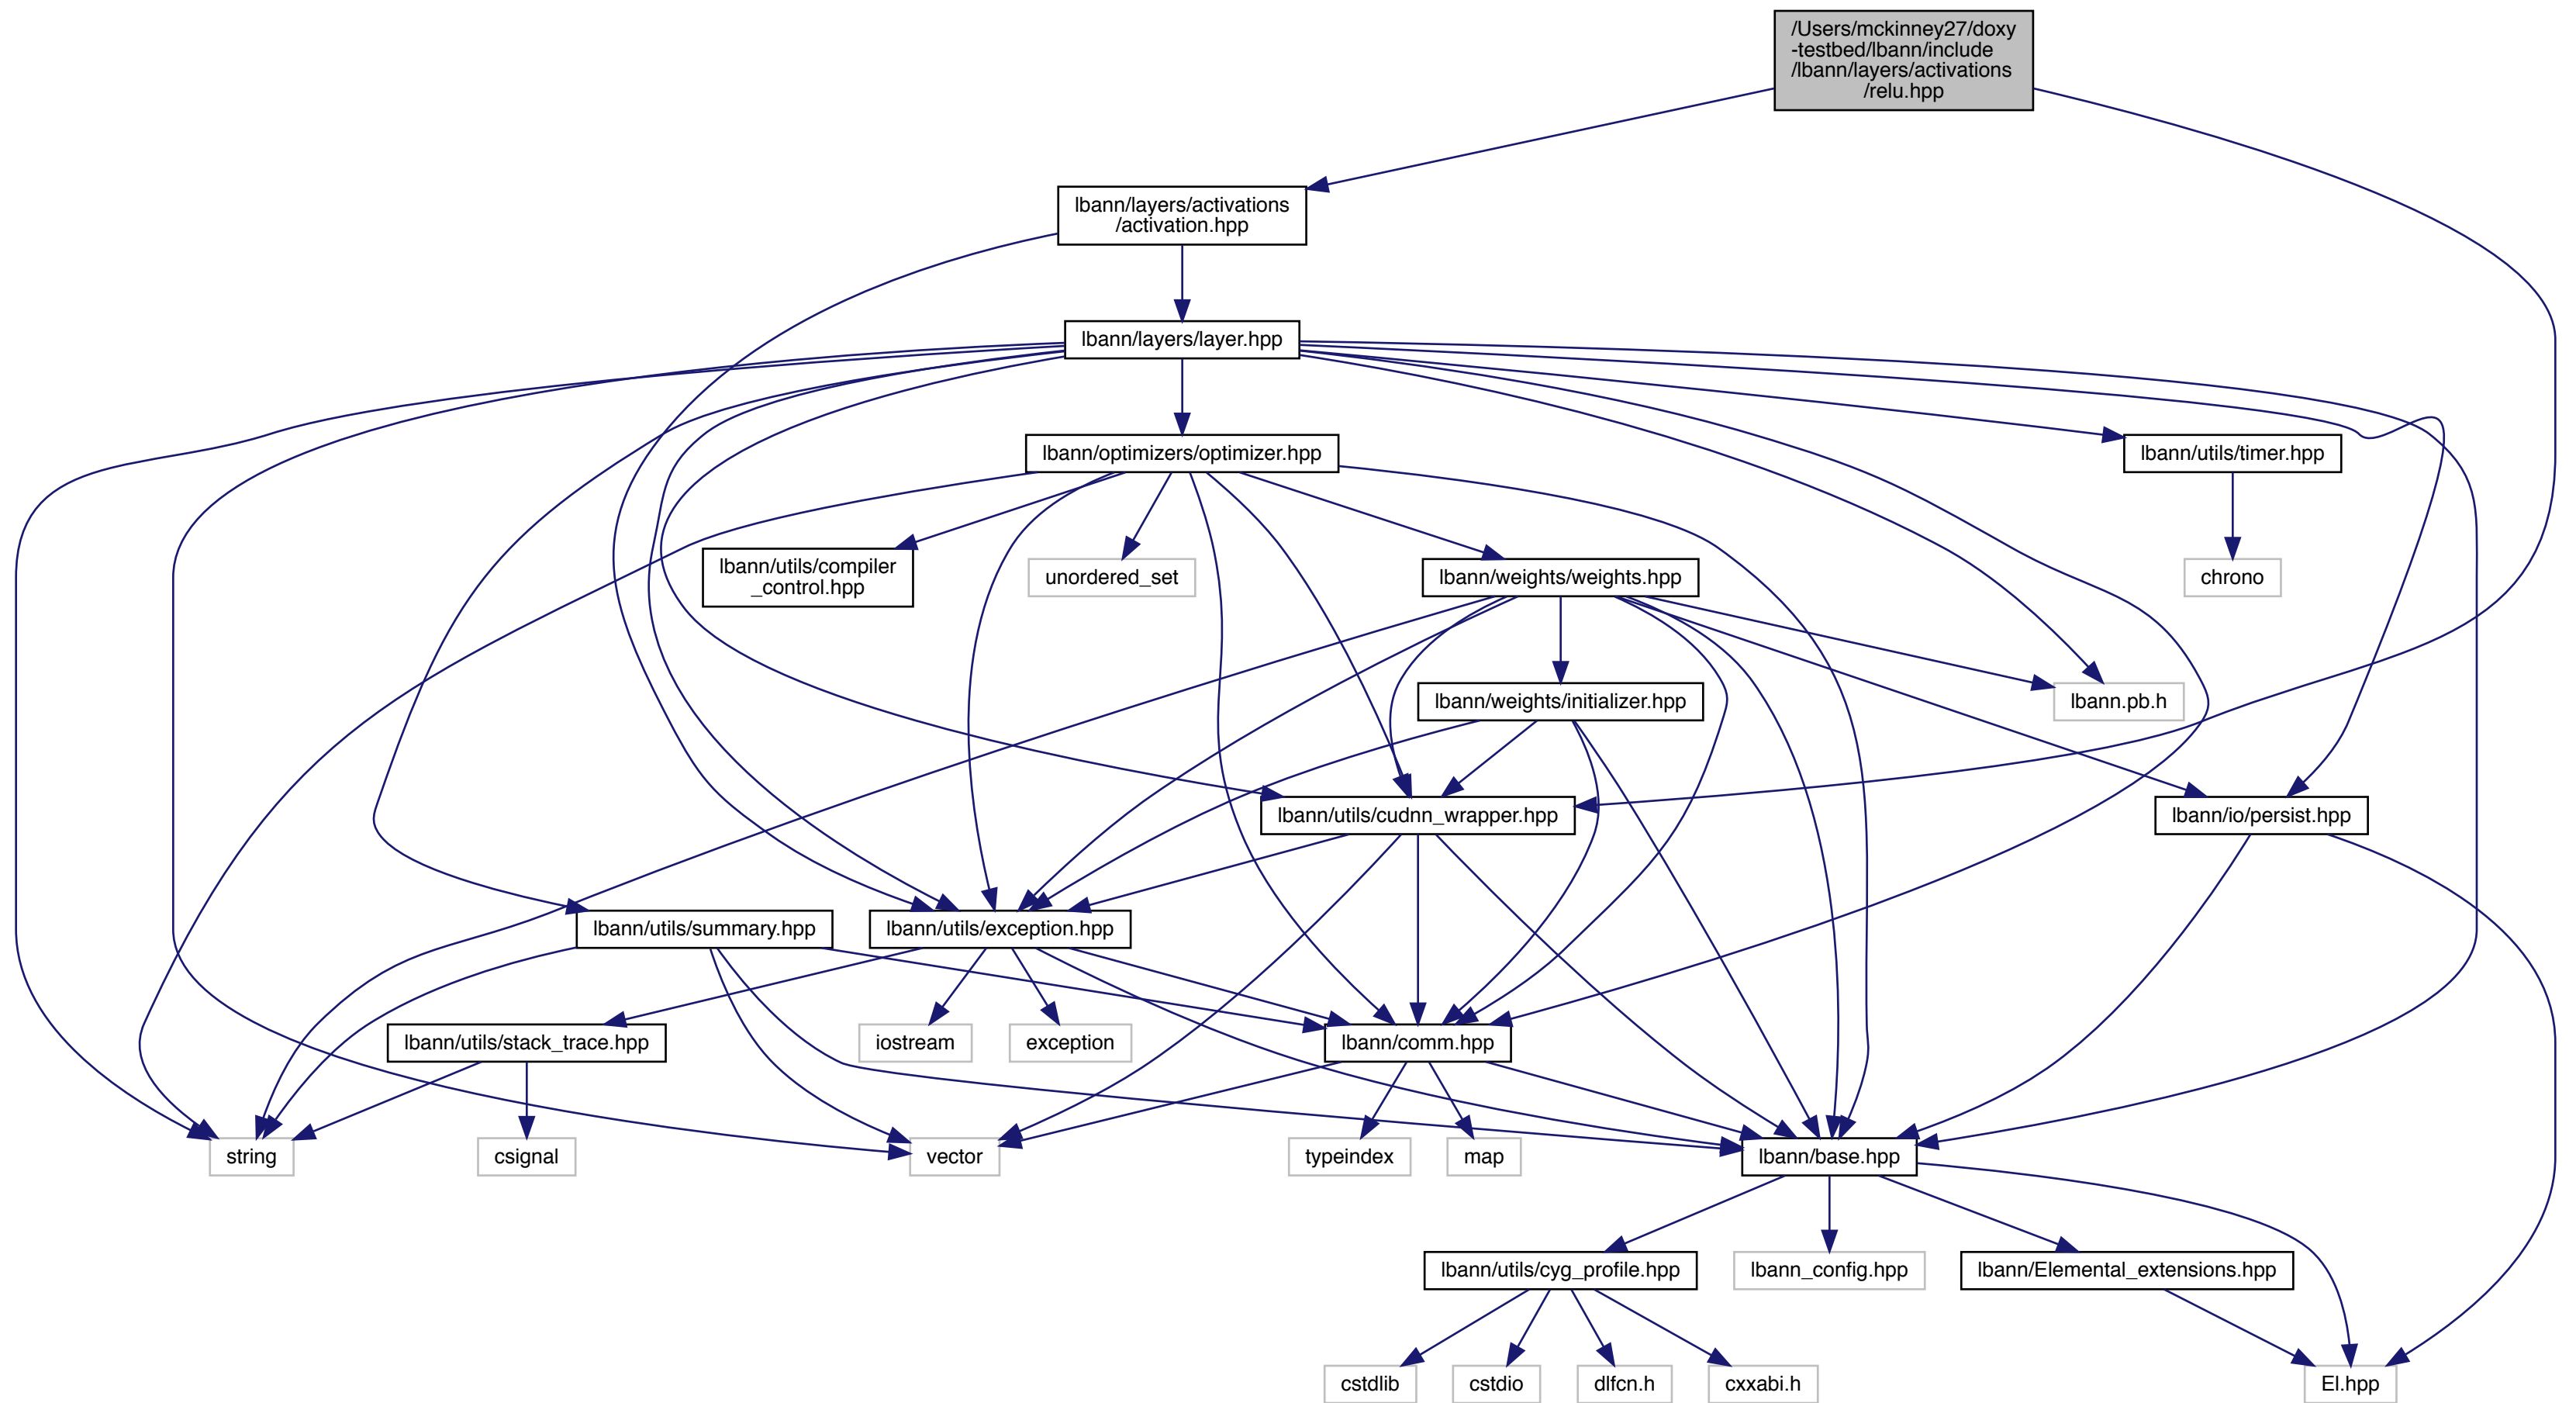 /Users/mckinney27/doxy
-testbed/lbann/include
/lbann/layers/activations
/relu.hpp
lbann/layers/activations
/activation.hpp
lbann/layers/layer.hpp
lbann/optimizers/optimizer.hpp
lbann/utils/timer.hpp
lbann/utils/compiler
_control.hpp
unordered_set
lbann/weights/weights.hpp
chrono
lbann/weights/initializer.hpp
lbann.pb.h
lbann/utils/cudnn_wrapper.hpp
lbann/io/persist.hpp
lbann/utils/summary.hpp
lbann/utils/exception.hpp
lbann/utils/stack_trace.hpp
iostream
exception
lbann/comm.hpp
string
csignal
vector
typeindex
map
lbann/base.hpp
lbann/utils/cyg_profile.hpp
lbann_config.hpp
lbann/Elemental_extensions.hpp
cstdlib
cstdio
dlfcn.h
cxxabi.h
El.hpp